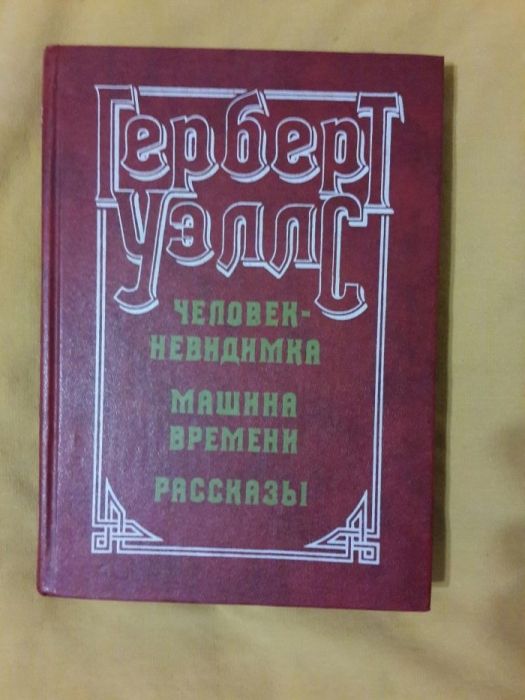 Герберт
Уэллс
ЧЕЛОВЕК-
НЕВИДИМКА
МАШИНА
ВРЕМЕНИ
РАССКАЗЫ